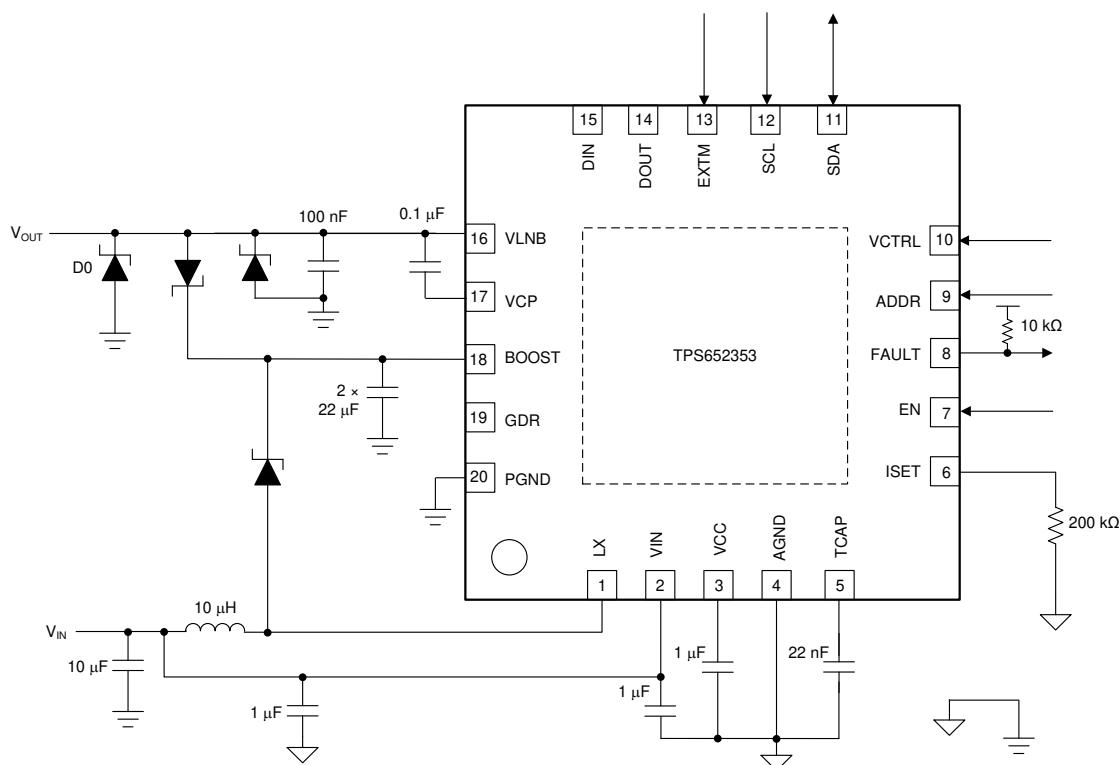 15
14
13
12
11
DIN
DOUT
EXTM
SCL
SDA
VOUT
100 nF
0.1 µF
16
VLNB
VCTRL
10
D0
17
VCP
ADDR
9
10 kΩ
18
BOOST
TPS652353
FAULT
8
2 ×
22 µF
19
GDR
EN
7
20
PGND
ISET
6
200 kΩ
LX
VIN
VCC
AGND
TCAP
1
2
3
4
5
10 µH
VIN
10 µF
1 µF
1 µF
1 µF
22 nF